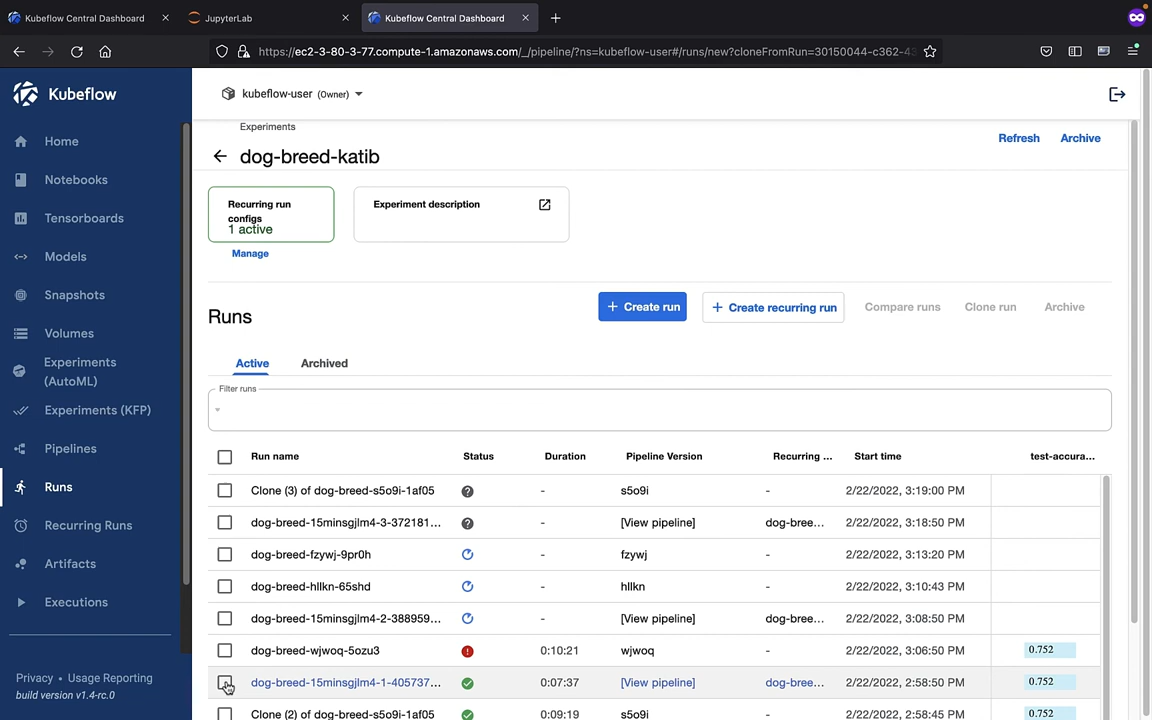 Kubeflow Central Dashboard
JupyterLab
Kubeflow Central Dashboard
https://ec2-3-80-3-77.compute-1.amazonaws.com/_/pipeline/?ns=kubeflow-user#/runs/new?cloneFromRun=30150044-c362-43
Kubeflow
kubeflow-user (Owner)
Home
Notebooks
Tensorboards
Models
Snapshots
Volumes
Experiments
(AutoML)
Experiments (KFP)
Pipelines
Runs
Recurring Runs
Artifacts
Executions
Privacy • Usage Reporting
build version v1.4-rc.0
Experiments
dog-breed-katib
Refresh
Archive
Recurring run
configs
1 active
Experiment description
Manage
Runs
+ Create run
+ Create recurring run
Compare runs
Clone run
Archive
Active
Archived
Filter runs
Run name Status Duration Pipeline Version Recurring ... Start time test-accura...
Clone (3) of dog-breed-s5o9i-1af05 - s5o9i - 2/22/2022, 3:19:00 PM
dog-breed-15minsgjlm4-3-372181... - [View pipeline] dog-bree... 2/22/2022, 3:18:50 PM
dog-breed-fzywj-9pr0h - fzywj - 2/22/2022, 3:13:20 PM
dog-breed-hllkn-65shd - hllkn - 2/22/2022, 3:10:43 PM
dog-breed-15minsgjlm4-2-388959... - [View pipeline] dog-bree... 2/22/2022, 3:08:50 PM
dog-breed-wjwoq-5ozu3 0:10:21 wjwoq - 2/22/2022, 3:06:50 PM 0.752
dog-breed-15minsgjlm4-1-405737... 0:07:37 [View pipeline] dog-bree... 2/22/2022, 2:58:50 PM 0.752
Clone (2) of dog-breed-s5o9i-1af05 0:09:19 s5o9i - 2/22/2022, 2:58:45 PM 0.752